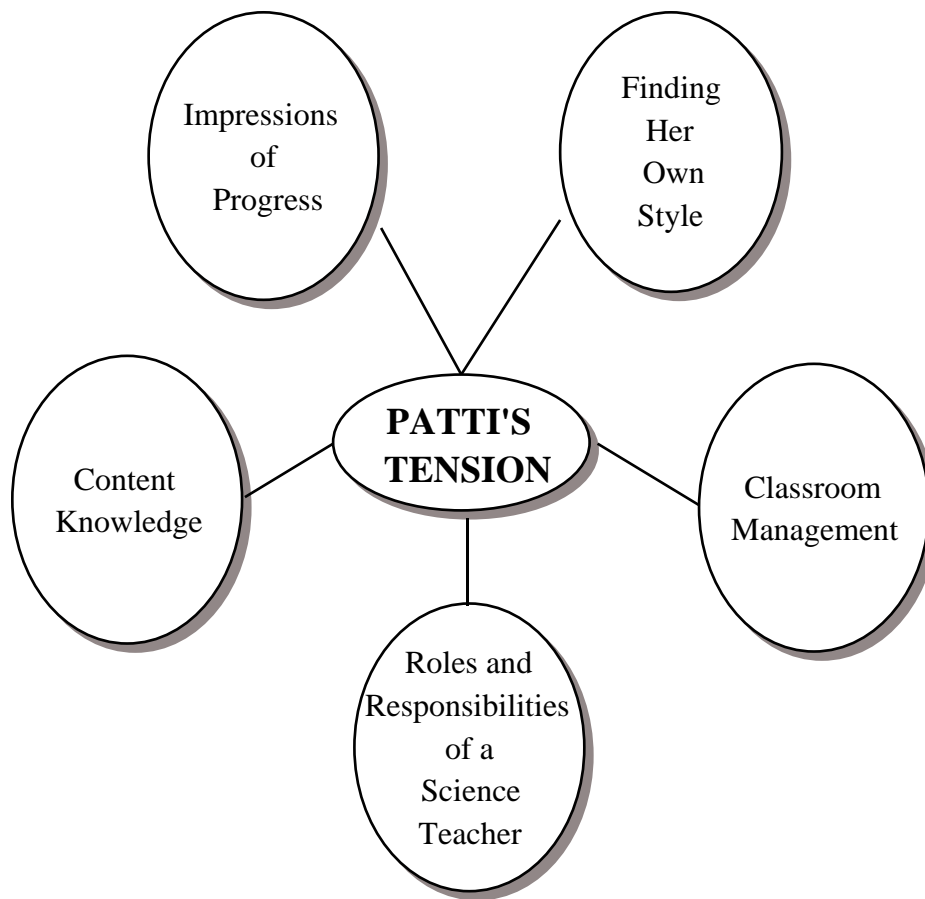 Impressions
of
Progress
Finding
Her
Own
Style
PATTI'S
TENSION
Content
Knowledge
Classroom
Management
Roles and
Responsibilities
of a
Science
Teacher